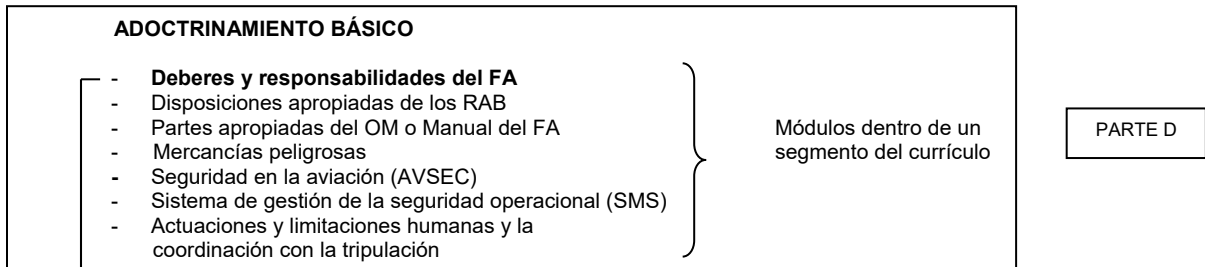 ADOCTRINAMIENTO BÁSICO
- Deberes y responsabilidades del FA
- Disposiciones apropiadas de los RAB
- Partes apropiadas del OM o Manual del FA
- Mercancías peligrosas
- Seguridad en la aviación (AVSEC)
- Sistema de gestión de la seguridad operacional (SMS)
- Actuaciones y limitaciones humanas y la
coordinación con la tripulación
Módulos dentro de un
segmento del currículo
PARTE D